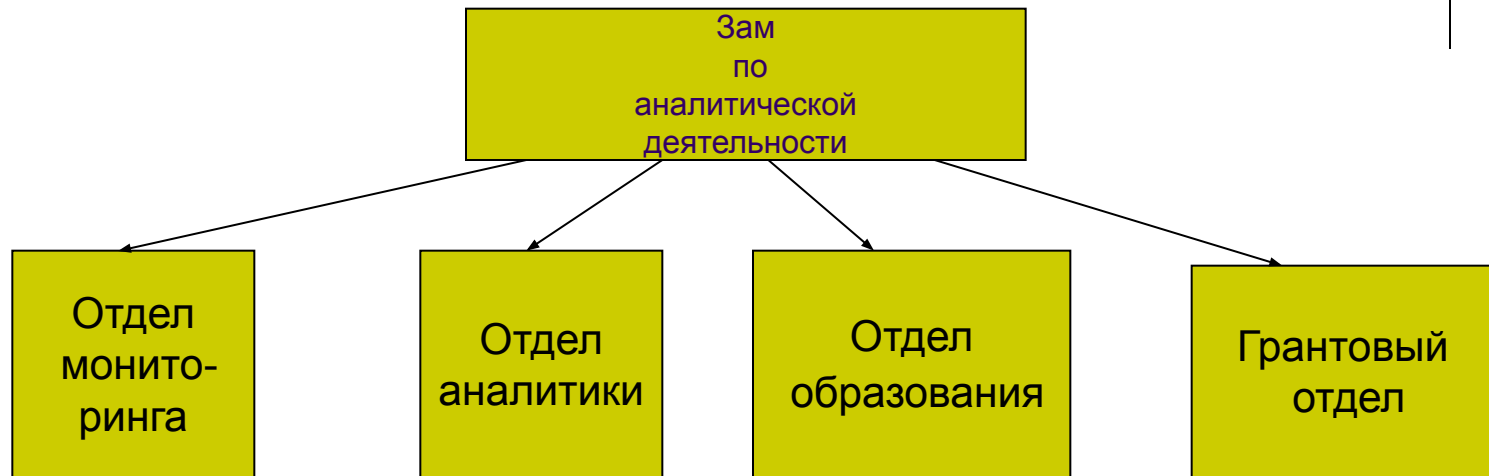 Зам
по
аналитической
деятельности
Отдел
монито-
ринга
Отдел
аналитики
Отдел
образования
Грантовый
отдел